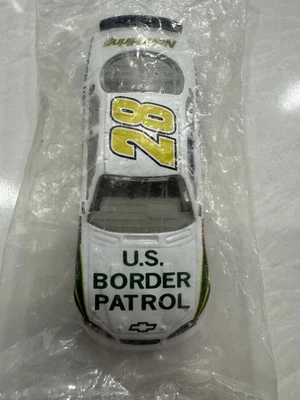 28
U.S.
BORDER
PATROL